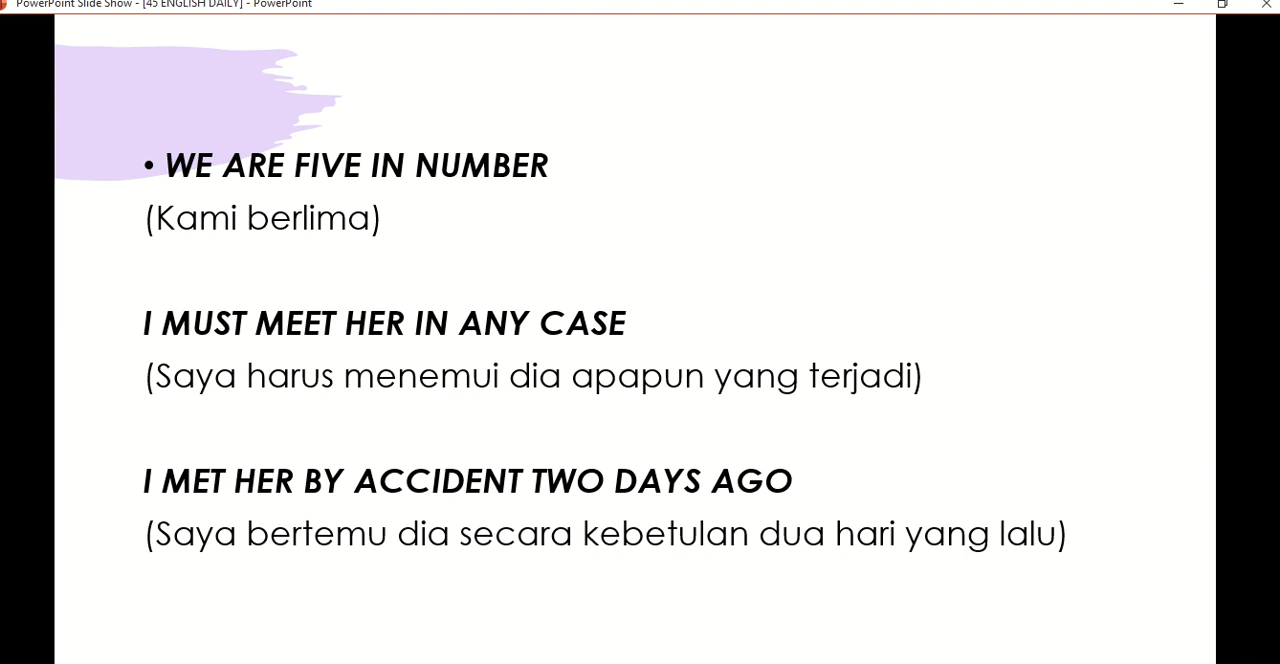 PowerPoint Slide Show - [45 ENGLISH DAILY] - PowerPoint
• WE ARE FIVE IN NUMBER
(Kami berlima)
I MUST MEET HER IN ANY CASE
(Saya harus menemui dia apapun yang terjadi)
I MET HER BY ACCIDENT TWO DAYS AGO
(Saya bertemu dia secara kebetulan dua hari yang lalu)